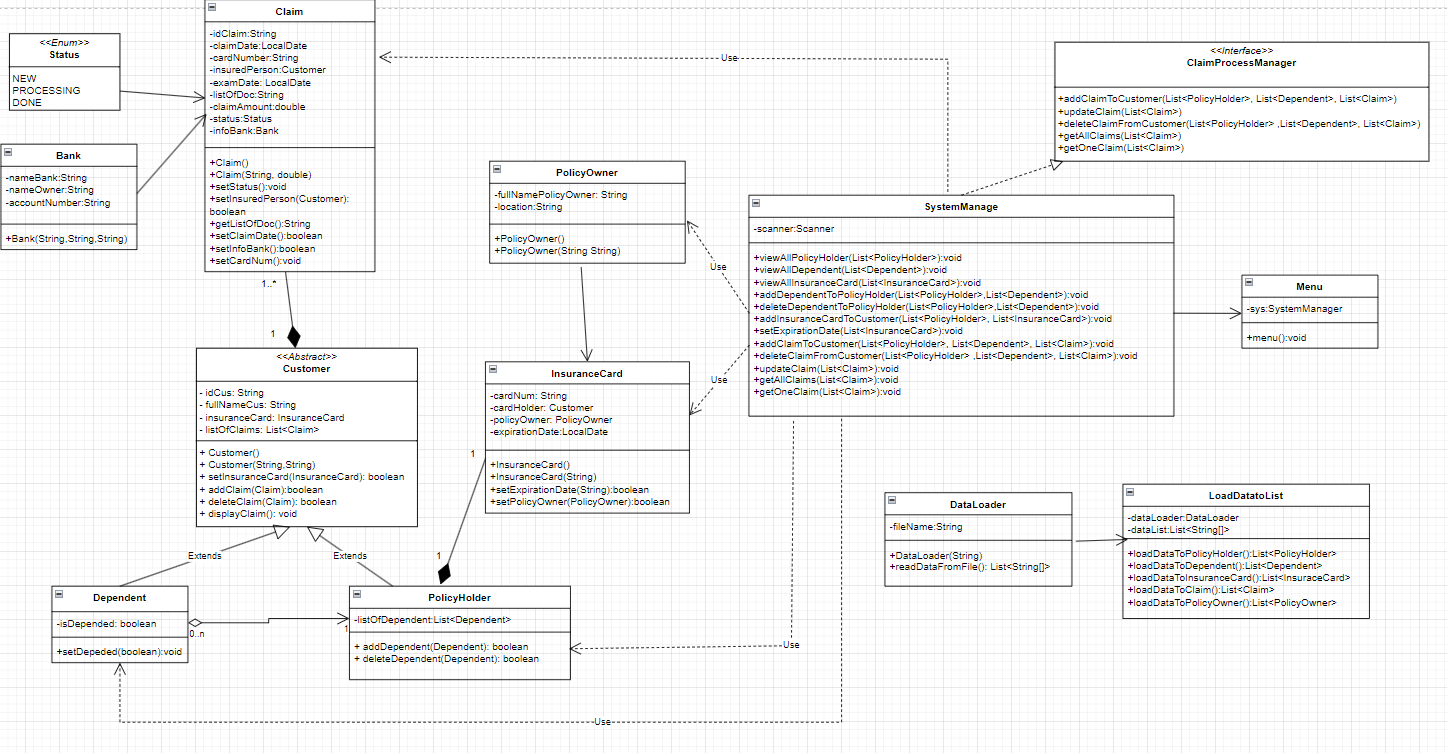 <<Enum>>
Status
NEW
PROCESSING
DONE
Bank
-nameBank:String
-nameOwner:String
-accountNumber:String
+Bank(String,String,String)
Claim
-idClaim:String
-claimDate:LocalDate
-cardNumber:String
-insuredPerson:Customer
-examDate: LocalDate
-listOfDoc:String
-claimAmount:double
-status:Status
-infoBank:Bank
+Claim()
+Claim(String, double)
+setStatus():void
+setInsuredPerson(Customer):
boolean
+getListOfDoc():String
+setClaimDate():boolean
+setInfoBank():boolean
+setCardNum():void
1..*
1
<<Abstract>>
Customer
- idCus: String
- fullNameCus: String
- insuranceCard: InsuranceCard
- listOfClaims: List<Claim>
+ Customer()
+ Customer(String,String)
+ setInsuranceCard(InsuranceCard): boolean
+ addClaim(Claim):boolean
+ deleteClaim(Claim): boolean
+ displayClaim(): void
Extends
Extends
Dependent
-isDepended: boolean
+setDepeded(boolean):void
0..n
1
PolicyHolder
-listOfDependent:List<Dependent>
+ addDependent(Dependent): boolean
+ deleteDependent(Dependent): boolean
1
1
PolicyOwner
-fullNamePolicyOwner: String
-location:String
+PolicyOwner()
+PolicyOwner(String String)
InsuranceCard
-cardNum: String
-cardHolder: Customer
-policyOwner: PolicyOwner
-expirationDate:LocalDate
+InsuranceCard()
+InsuranceCard(String)
+setExpirationDate(String):boolean
+setPolicyOwner(PolicyOwner):boolean
Use
Use
Use
Use
Use
<<Interface>>
ClaimProcessManager
+addClaimToCustomer(List<PolicyHolder>, List<Dependent>, List<Claim>)
+updateClaim(List<Claim>)
+deleteClaimFromCustomer(List<PolicyHolder> ,List<Dependent>, List<Claim>)
+getAllClaims(List<Claim>)
+getOneClaim(List<Claim>)
SystemManage
-scanner:Scanner
+viewAllPolicyHolder(List<PolicyHolder>):void
+viewAllDependent(List<Dependent>):void
+viewAllInsuranceCard(List<InsuranceCard>):void
+addDependentToPolicyHolder(List<PolicyHolder>,List<Dependent>):void
+deleteDependentToPolicyHolder(List<PolicyHolder>,List<Dependent>):void
+addInsuranceCardToCustomer(List<PolicyHolder>, List<InsuranceCard>):void
+setExpirationDate(List<InsuranceCard>):void
+addClaimToCustomer(List<PolicyHolder>, List<Dependent>, List<Claim>):void
+deleteClaimFromCustomer(List<PolicyHolder> ,List<Dependent>, List<Claim>):void
+updateClaim(List<Claim>):void
+getAllClaims(List<Claim>):void
+getOneClaim(List<Claim>):void
Menu
-sys:SystemManager
+menu():void
DataLoader
-fileName:String
+DataLoader(String)
+readDataFromFile(): List<String[]>
LoadDatatoList
-dataLoader:DataLoader
-dataList:List<String[]>
+loadDataToPolicyHolder():List<PolicyHolder>
+loadDataToDependent():List<Dependent>
+loadDataToInsuranceCard():List<InsuraceCard>
+loadDataToClaim():List<Claim>
+loadDataToPolicyOwner():List<PolicyOwner>